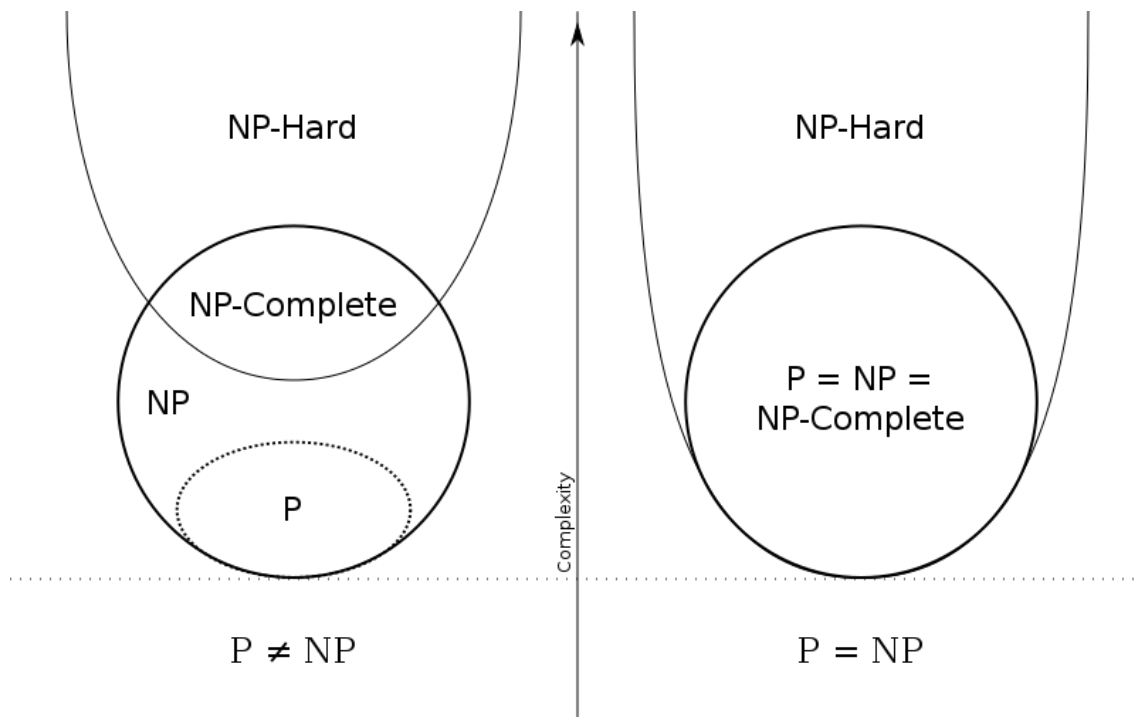 NP-Hard
NP-Complete
NP
P
P ≠ NP
Complexity
NP-Hard
P = NP =
NP-Complete
P = NP